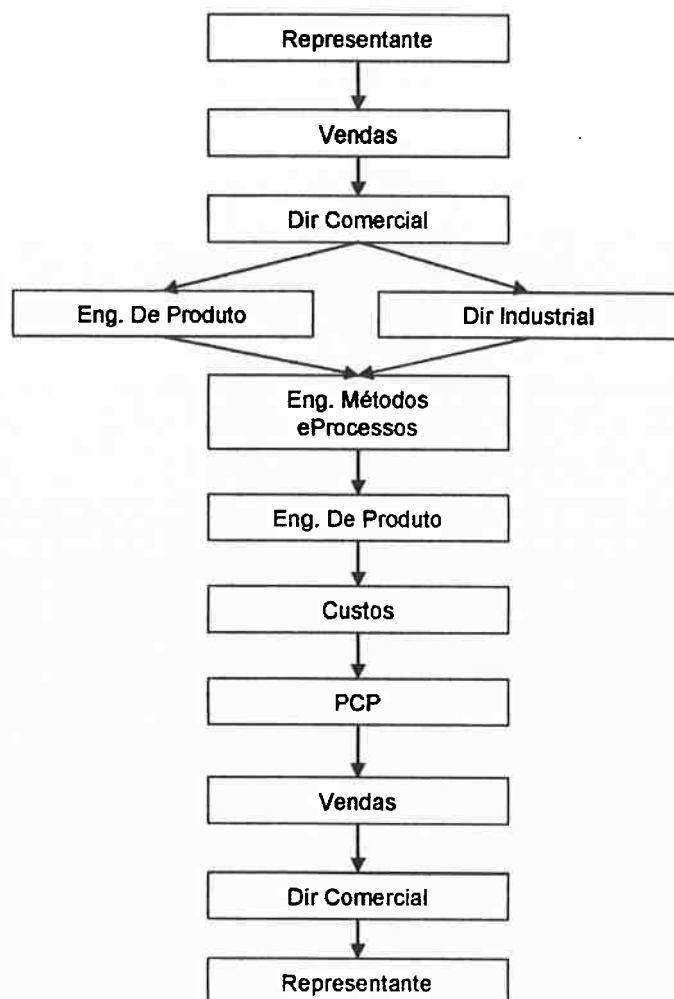 Representante
Vendas
Dir Comercial
Eng. De Produto
Dir Industrial
Eng. Métodos
eProcessos
Eng. De Produto
Custos
PCP
Vendas
Dir Comercial
Representante